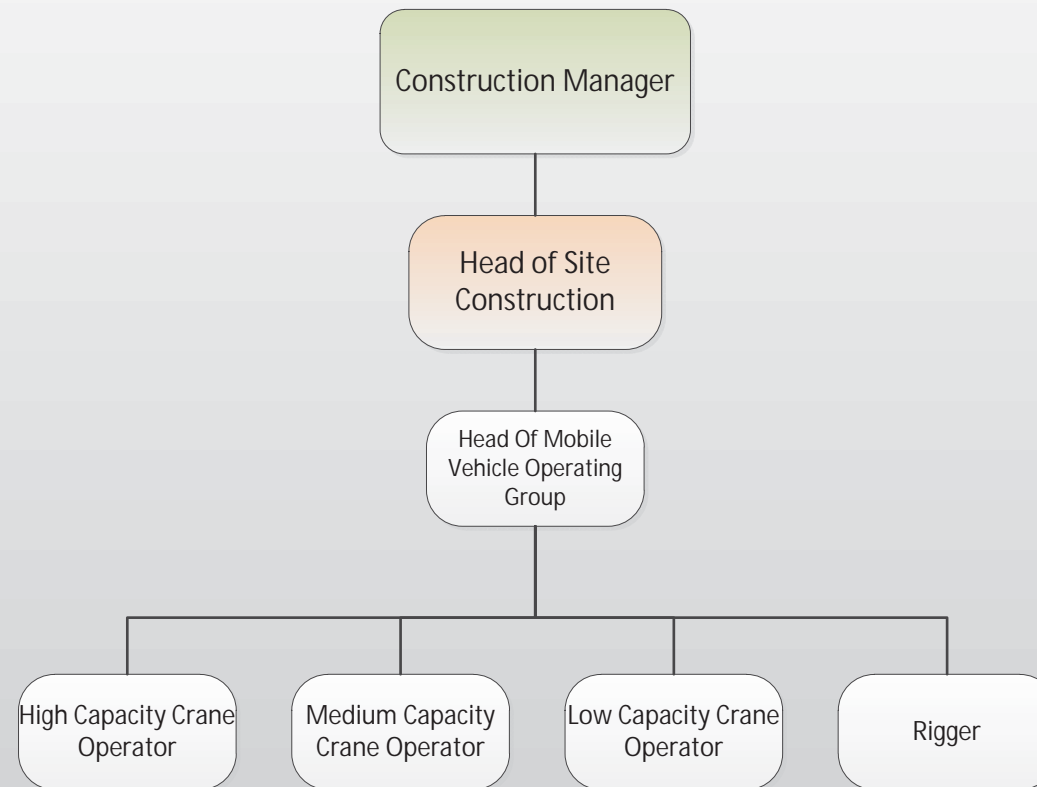 Construction Manager
Head of Site
Construction
Head Of Mobile
Vehicle Operating
Group
High Capacity Crane
Operator
Medium Capacity
Crane Operator
Low Capacity Crane
Operator
Rigger